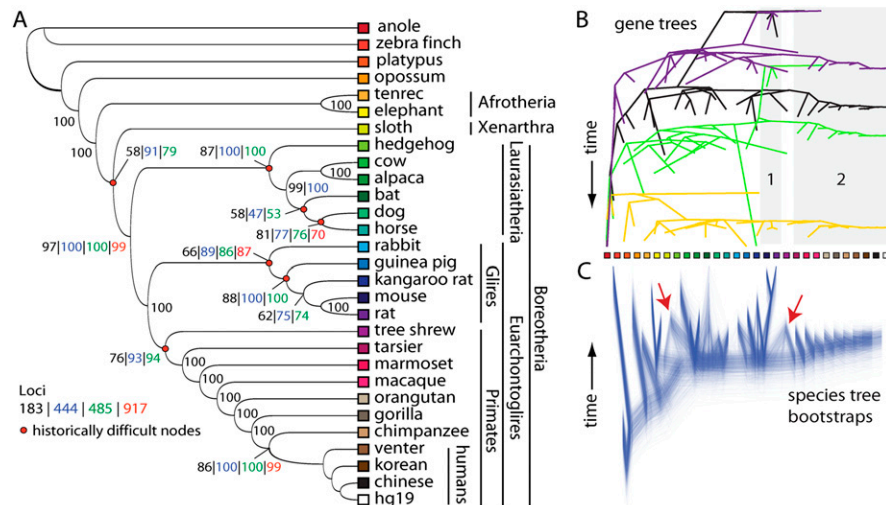 A
anole
zebra finch
platypus
opossum
tenrec
elephant
sloth
hedgehog
cow
alpaca
bat
dog
horse
rabbit
guinea pig
kangaroo rat
mouse
rat
tree shrew
tarsier
marmoset
macaque
orangutan
gorilla
chimpanzee
venter
korean
chinese
hg19
100
100
100
58|91|79
87|100|100
100
99|100
58|47|53
81|77|76|70
97|100|100|99
66|89|86|87
88|100|100
62|75|74
100
76|93|94
100
100
100
100
100
86|100|100|99
Loci
183 | 444 | 485 | 917
historically difficult nodes
Afrotheria
Xenarthra
Laurasiatheria
Glires
Primates
humans
Euarchontoglires
Boreotheria
B
gene trees
time
1
2
C
time
species tree
bootstraps